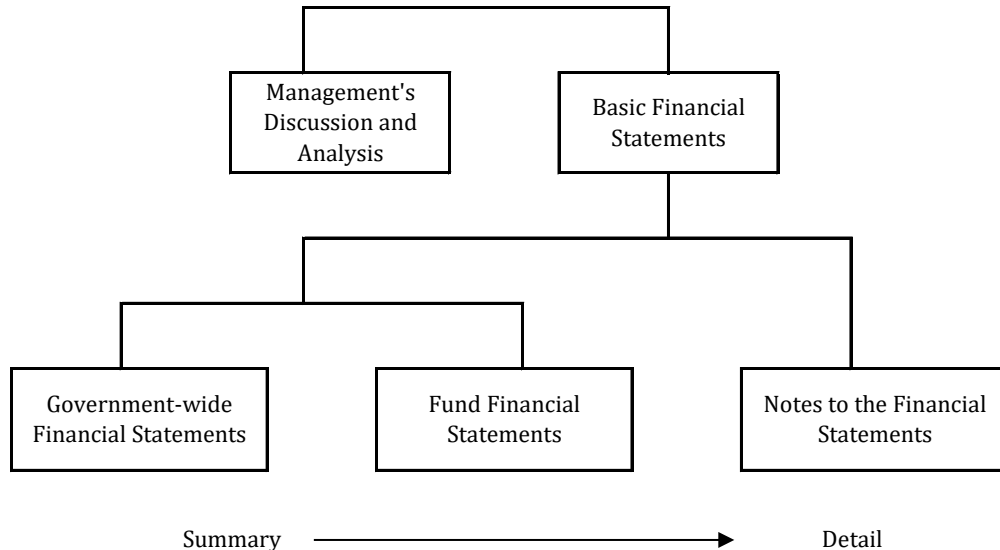 Management's
Discussion and
Analysis
Basic Financial
Statements
Government-wide
Financial Statements
Fund Financial
Statements
Notes to the Financial
Statements
Summary
Detail